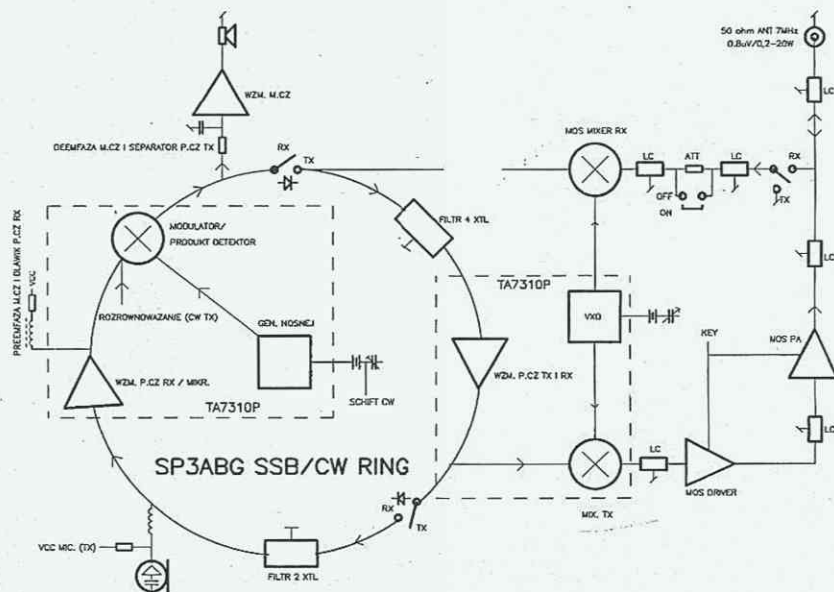 50 ohm ANT 7MHz
0.8uV/0,2-20W
WZM. M.CZ
LC
DEEMFAZA M.CZ I SEPARATOR P.CZ TX
RX
TX
MOS MIXER RX
LC
ATT
LC
RX
TX
OFF
ON
MODULATOR/
PRODUKT DETEKTOR
FILTR 4 XTL
PREEMFAZA M.CZ I DLAWIK P.CZ RX
VCC
ROZROWNOWAZANIE (CW TX)
GEN. NOSNEJ
TA7310P
VXO
LC
KEY
MOS PA
WZM. P.CZ RX / MIKR.
SCHIFT CW
TA7310P
WZM. P.CZ TX I RX
LC
SP3ABG SSB/CW RING
LC
MOS DRIVER
MIX. TX
RX
TX
VCC MIC. (TX)
FILTR 2 XTL